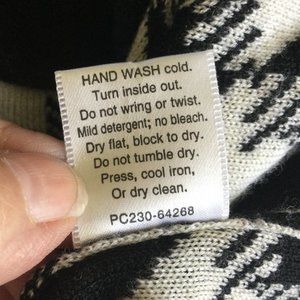 HAND WASH cold.
Turn inside out.
Do not wring or twist.
Mild detergent; no bleach.
Dry flat, block to dry.
Do not tumble dry.
Press, cool iron,
Or dry clean.
PC230-64268